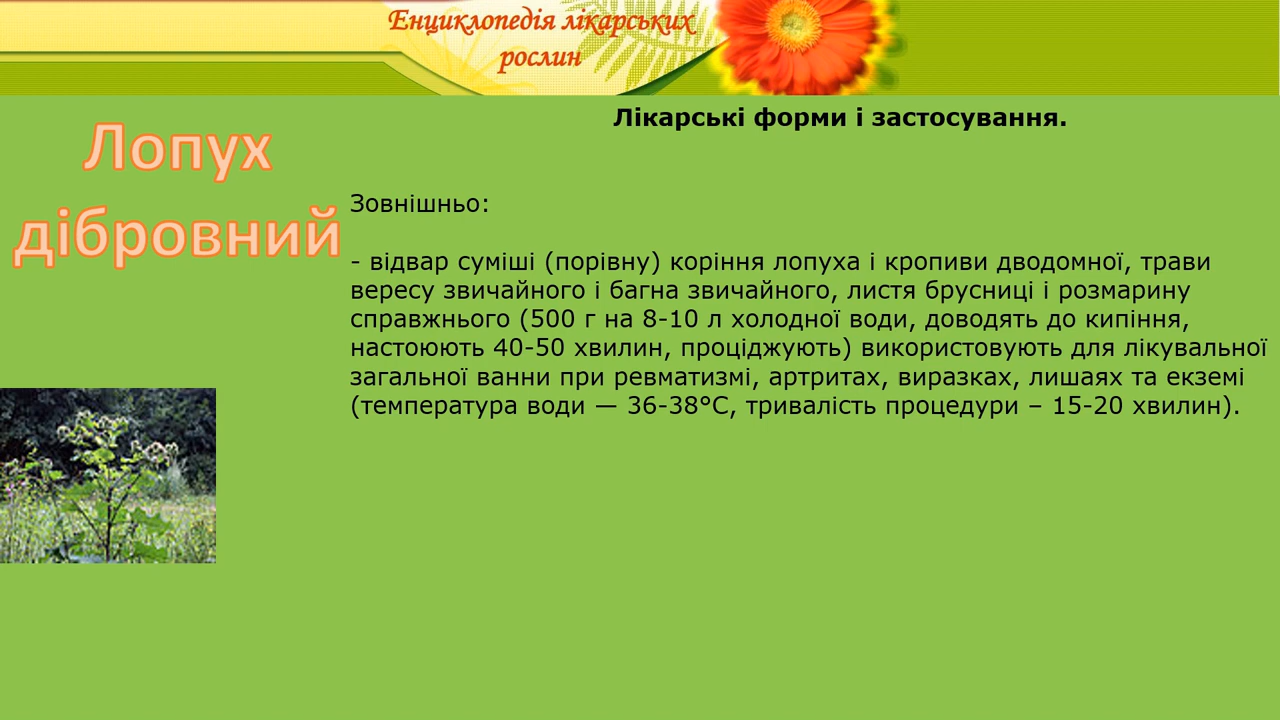 Енциклопедія лікарських
рослин
Лікарські форми і застосування.
Лопух
дібровний
Зовнішньо:
- відвар суміші (порівну) коріння лопуха і кропиви дводомної, трави
вересу звичайного і багна звичайного, листя брусниці і розмарину
справжнього (500 г на 8-10 л холодної води, доводять до кипіння,
настоюють 40-50 хвилин, проціджують) використовують для лікувальної
загальної ванни при ревматизмі, артритах, виразках, лишаях та екземі
(температура води — 36-38°С, тривалість процедури – 15-20 хвилин).